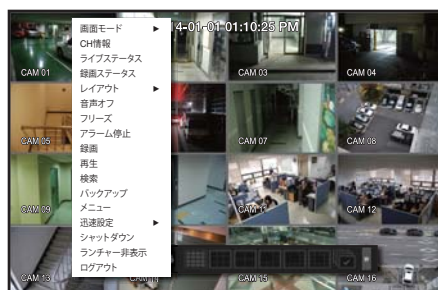 画面モード
CH情報
ライブステータス
録画ステータス
レイアウト
音声オフ
フリーズ
アラーム停止
録画
再生
検索
バックアップ
メニュー
迅速設定
シャットダウン
ランチャー非表示
ログアウト
4-01-01 01:10:25 PM
CAM 01
CAM 03
CAM 04
CAM 05
CAM 07
CAM 08
CAM 09
CAM 11
CAM 12
CAM 13
CAM 14
CAM 15
CAM 16